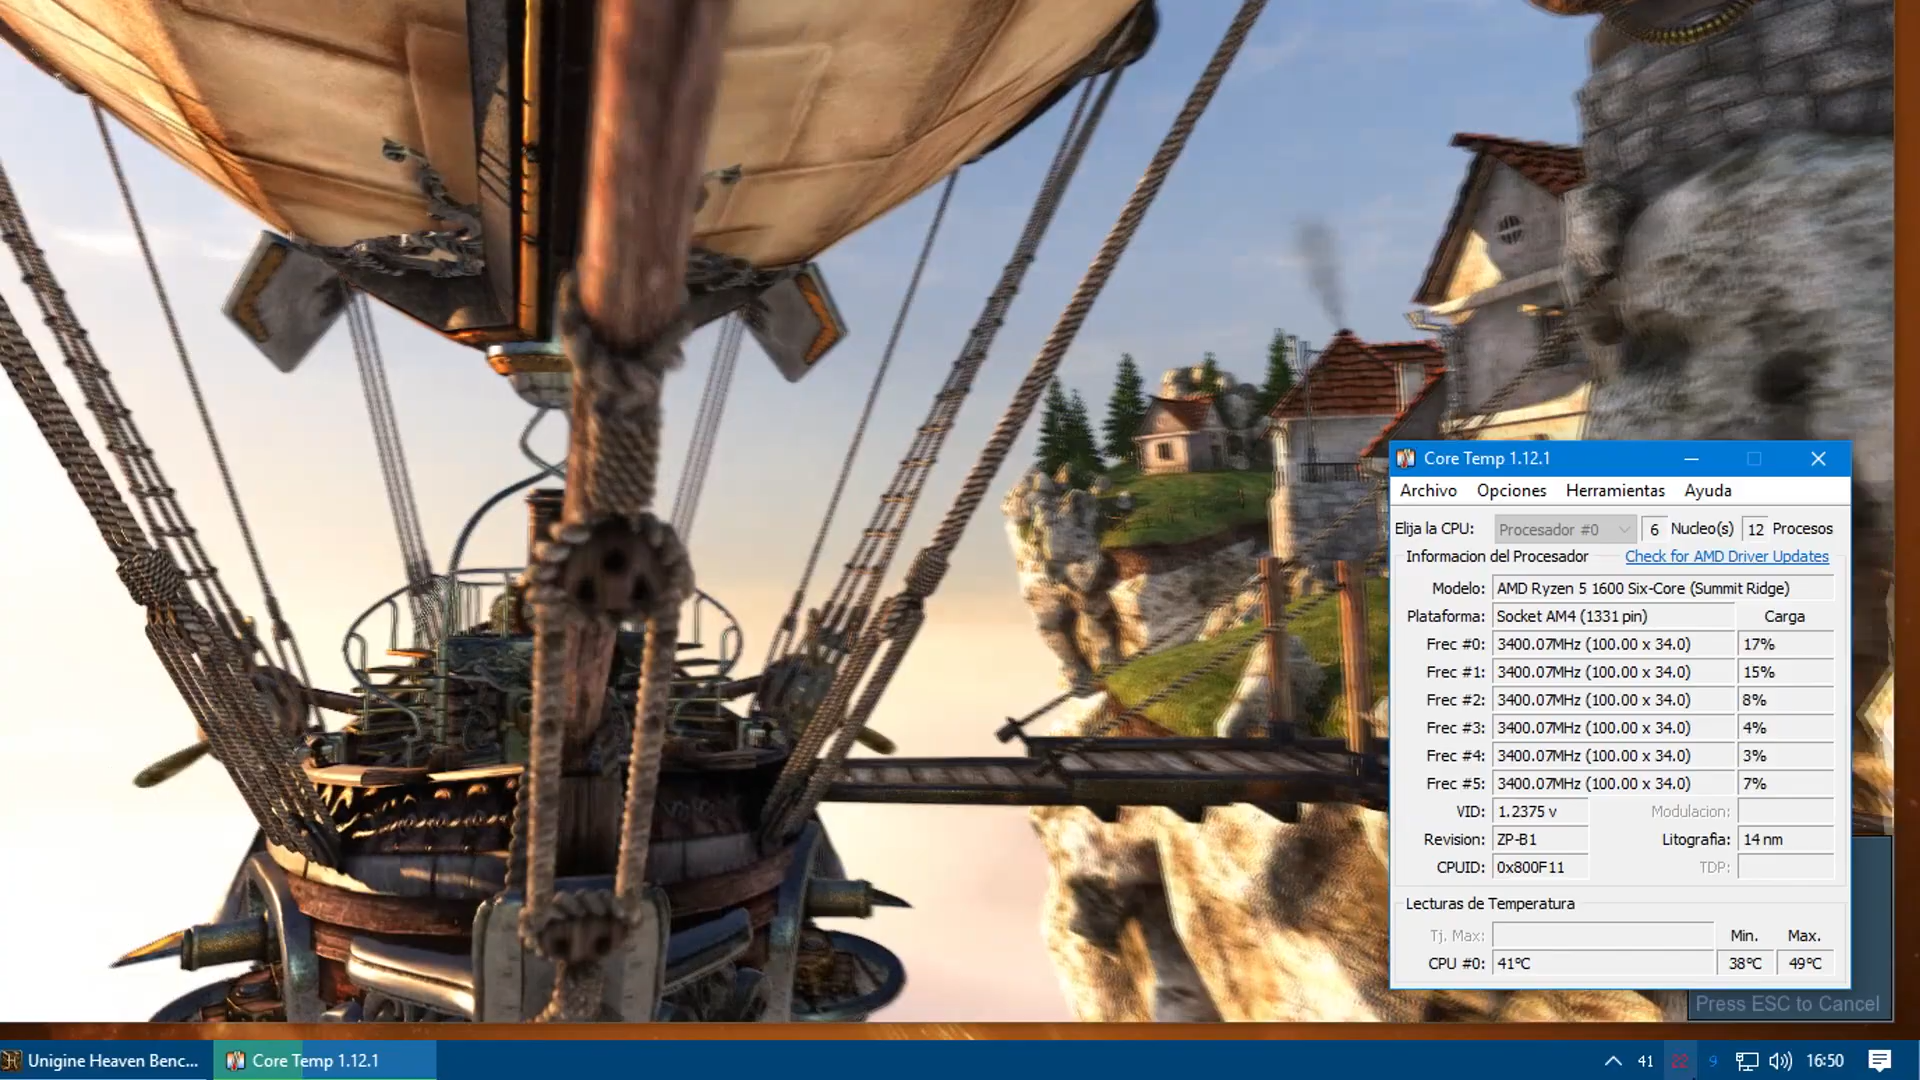 Core Temp 1.12.1
Archivo Opciones Herramientas Ayuda
Elija la CPU: Procesador #0 6 Nucleo(s) 12 Procesos
Informacion del Procesador Check for AMD Driver Updates
Modelo: AMD Ryzen 5 1600 Six-Core (Summit Ridge)
Plataforma: Socket AM4 (1331 pin) Carga
Frec #0: 3400.07MHz (100.00 x 34.0) 17%
Frec #1: 3400.07MHz (100.00 x 34.0) 15%
Frec #2: 3400.07MHz (100.00 x 34.0) 8%
Frec #3: 3400.07MHz (100.00 x 34.0) 4%
Frec #4: 3400.07MHz (100.00 x 34.0) 3%
Frec #5: 3400.07MHz (100.00 x 34.0) 7%
VID: 1.2375 v Modulacion:
Revision: ZP-B1 Litografia: 14 nm
CPUID: 0x800F11 TDP:
Lecturas de Temperatura
Tj. Max: Min. Max.
CPU #0: 41°C 38°C 49°C
Press ESC to Cancel
Unigine Heaven Benc... Core Temp 1.12.1 41 22 9 16:50